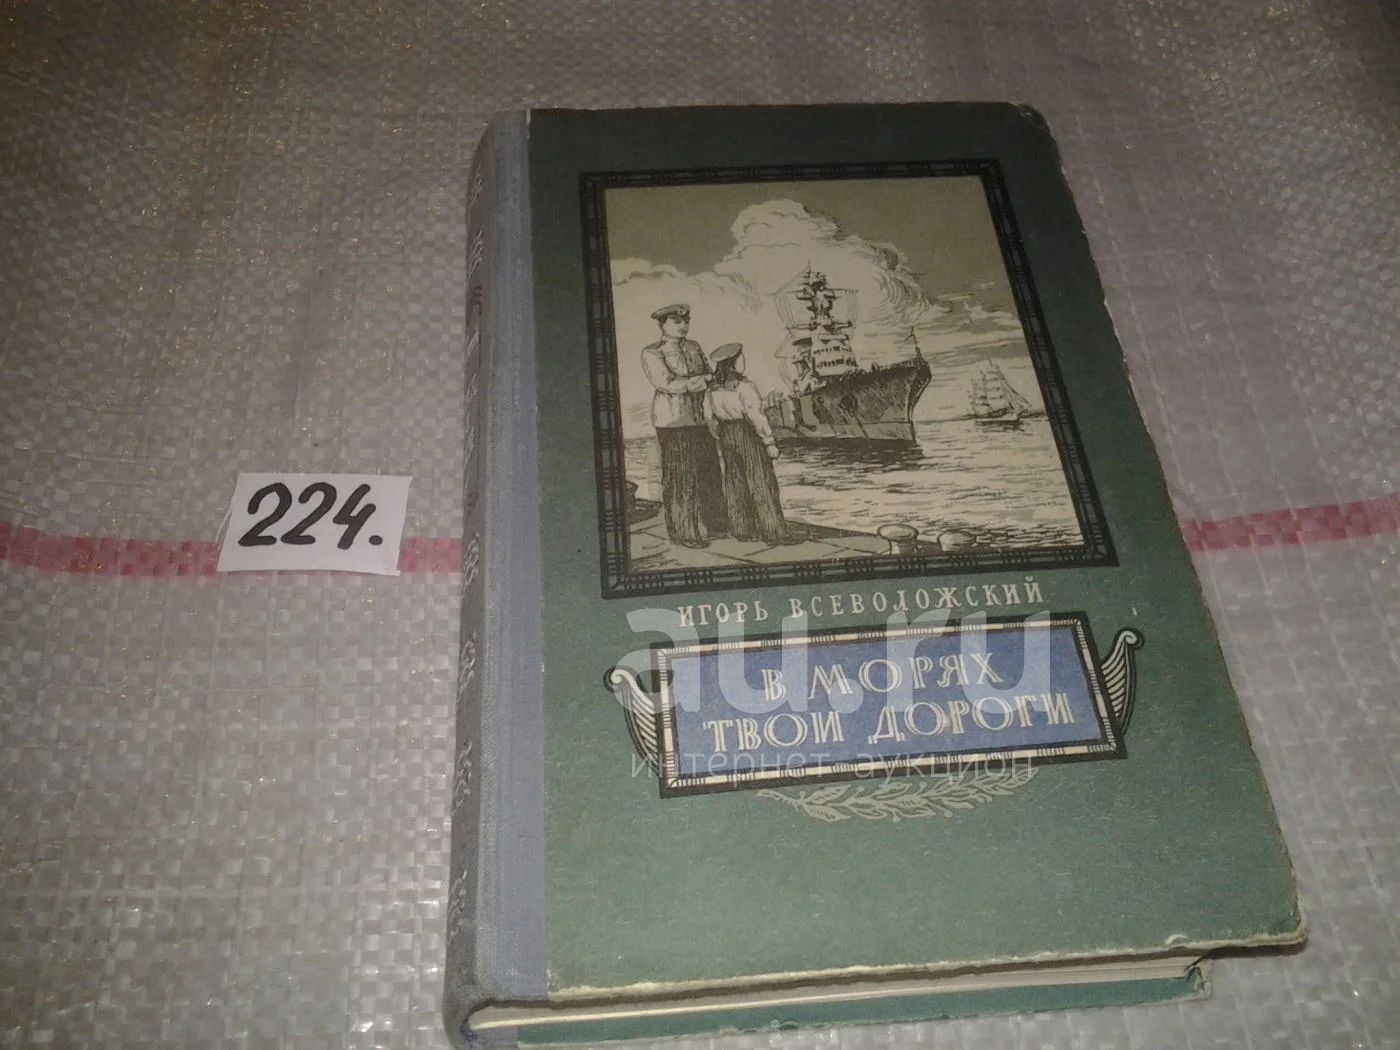 224.
ИГОРЬ ВСЕВОЛОЖСКИЙ
В МОРЯХ
ТВОИ ДОРОГИ
au.ru
интернет-аукцион